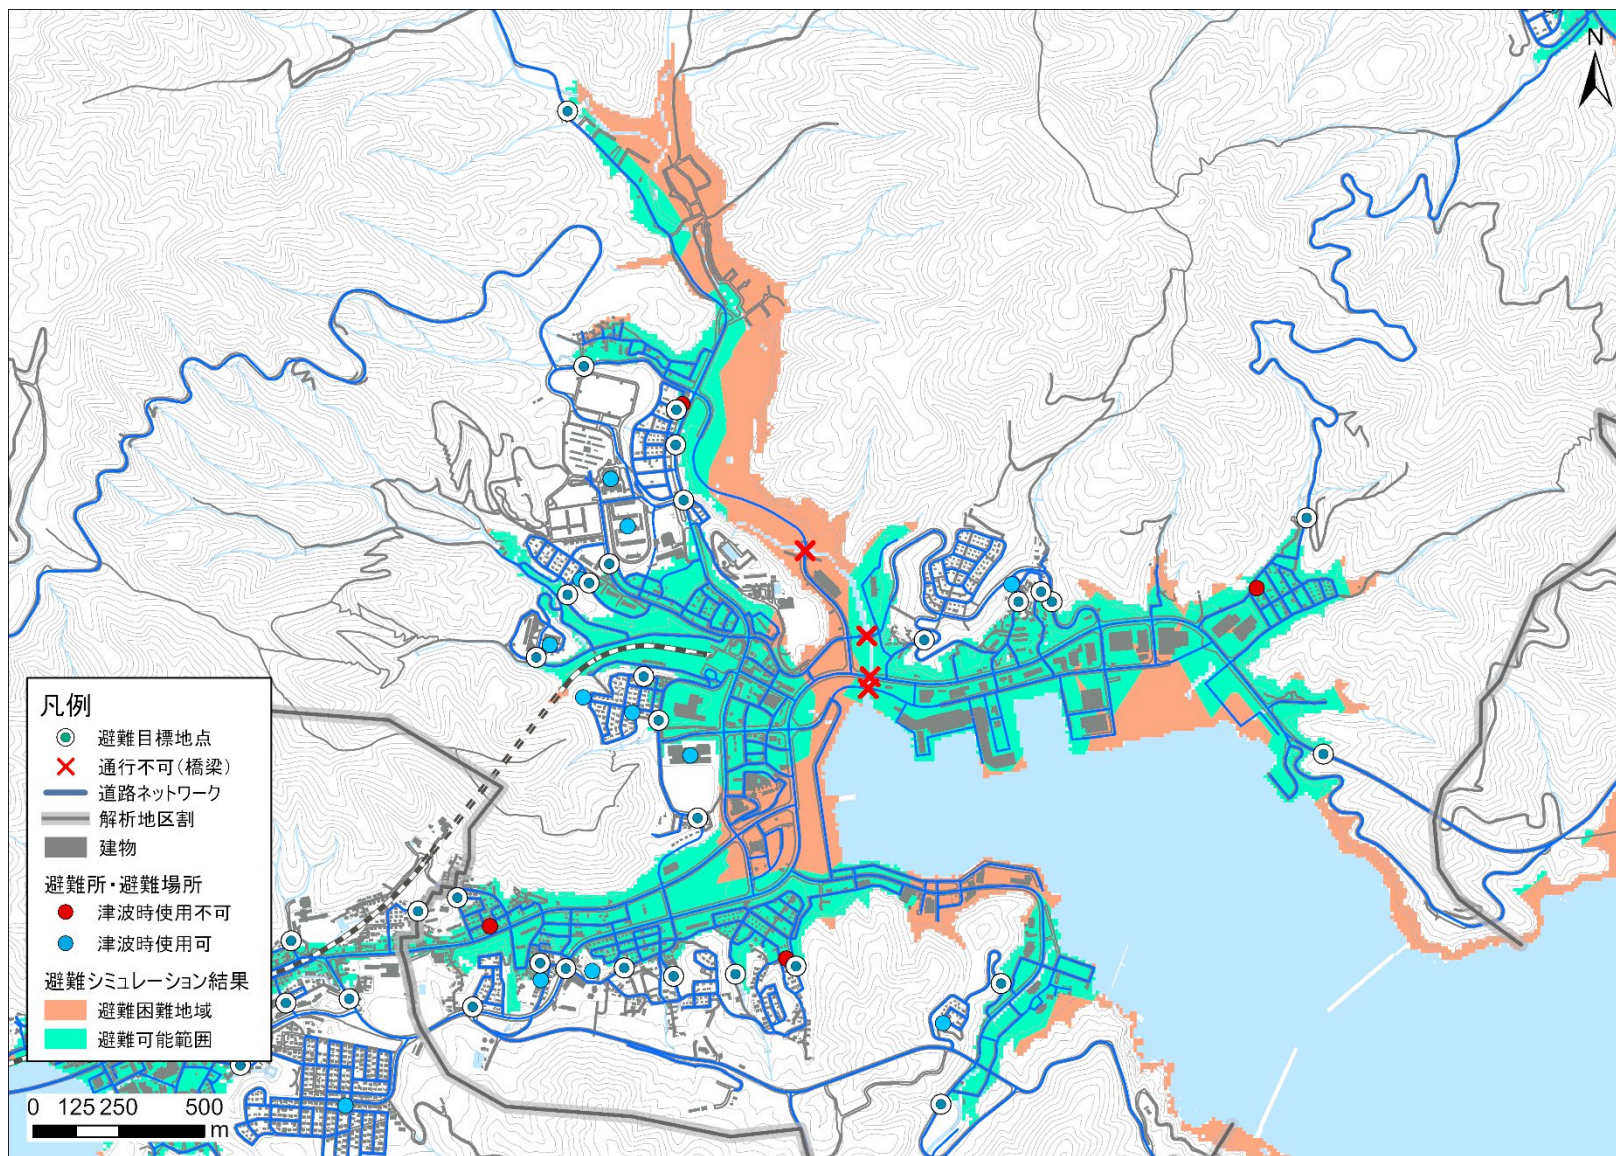 N
凡例
避難目標地点
通行不可(橋梁)
道路ネットワーク
解析地区割
建物
避難所・避難場所
津波時使用不可
津波時使用可
避難シミュレーション結果
避難困難地域
避難可能範囲
0 125 250 500
m